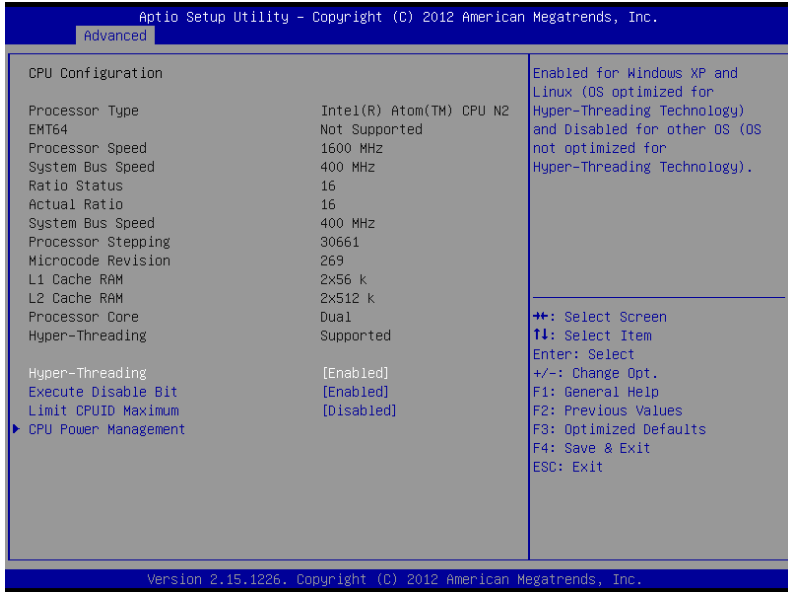 Aptio Setup Utility – Copyright (C) 2012 American Megatrends, Inc.
Advanced
CPU Configuration
Processor Type Intel(R) Atom(TM) CPU N2
EMT64 Not Supported
Processor Speed 1600 MHz
System Bus Speed 400 MHz
Ratio Status 16
Actual Ratio 16
System Bus Speed 400 MHz
Processor Stepping 30661
Microcode Revision 269
L1 Cache RAM 2x56 k
L2 Cache RAM 2x512 k
Processor Core Dual
Hyper-Threading Supported
Hyper-Threading [Enabled]
Execute Disable Bit [Enabled]
Limit CPUID Maximum [Disabled]
CPU Power Management
Enabled for Windows XP and
Linux (OS optimized for
Hyper-Threading Technology)
and Disabled for other OS (OS
not optimized for
Hyper-Threading Technology).
→←: Select Screen
↑↓: Select Item
Enter: Select
+/-: Change Opt.
F1: General Help
F2: Previous Values
F3: Optimized Defaults
F4: Save & Exit
ESC: Exit
Version 2.15.1226. Copyright (C) 2012 American Megatrends, Inc.